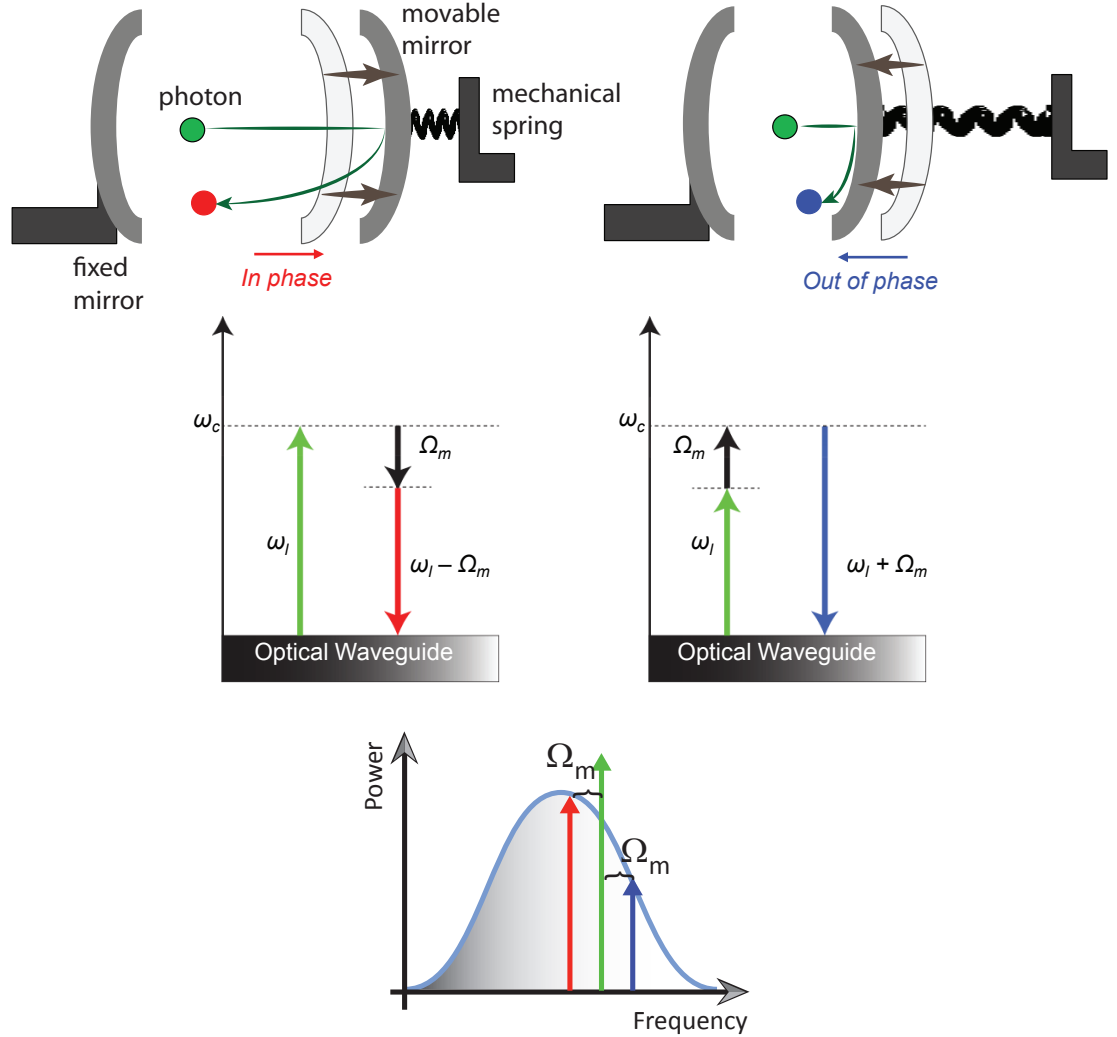 movable
mirror
photon
mechanical
spring
fixed
mirror
In phase
Out of phase
ω_c
Ω_m
ω_l
ω_l – Ω_m
Optical Waveguide
ω_c
Ω_m
ω_l
ω_l + Ω_m
Optical Waveguide
Power
Ω_m
Ω_m
Frequency